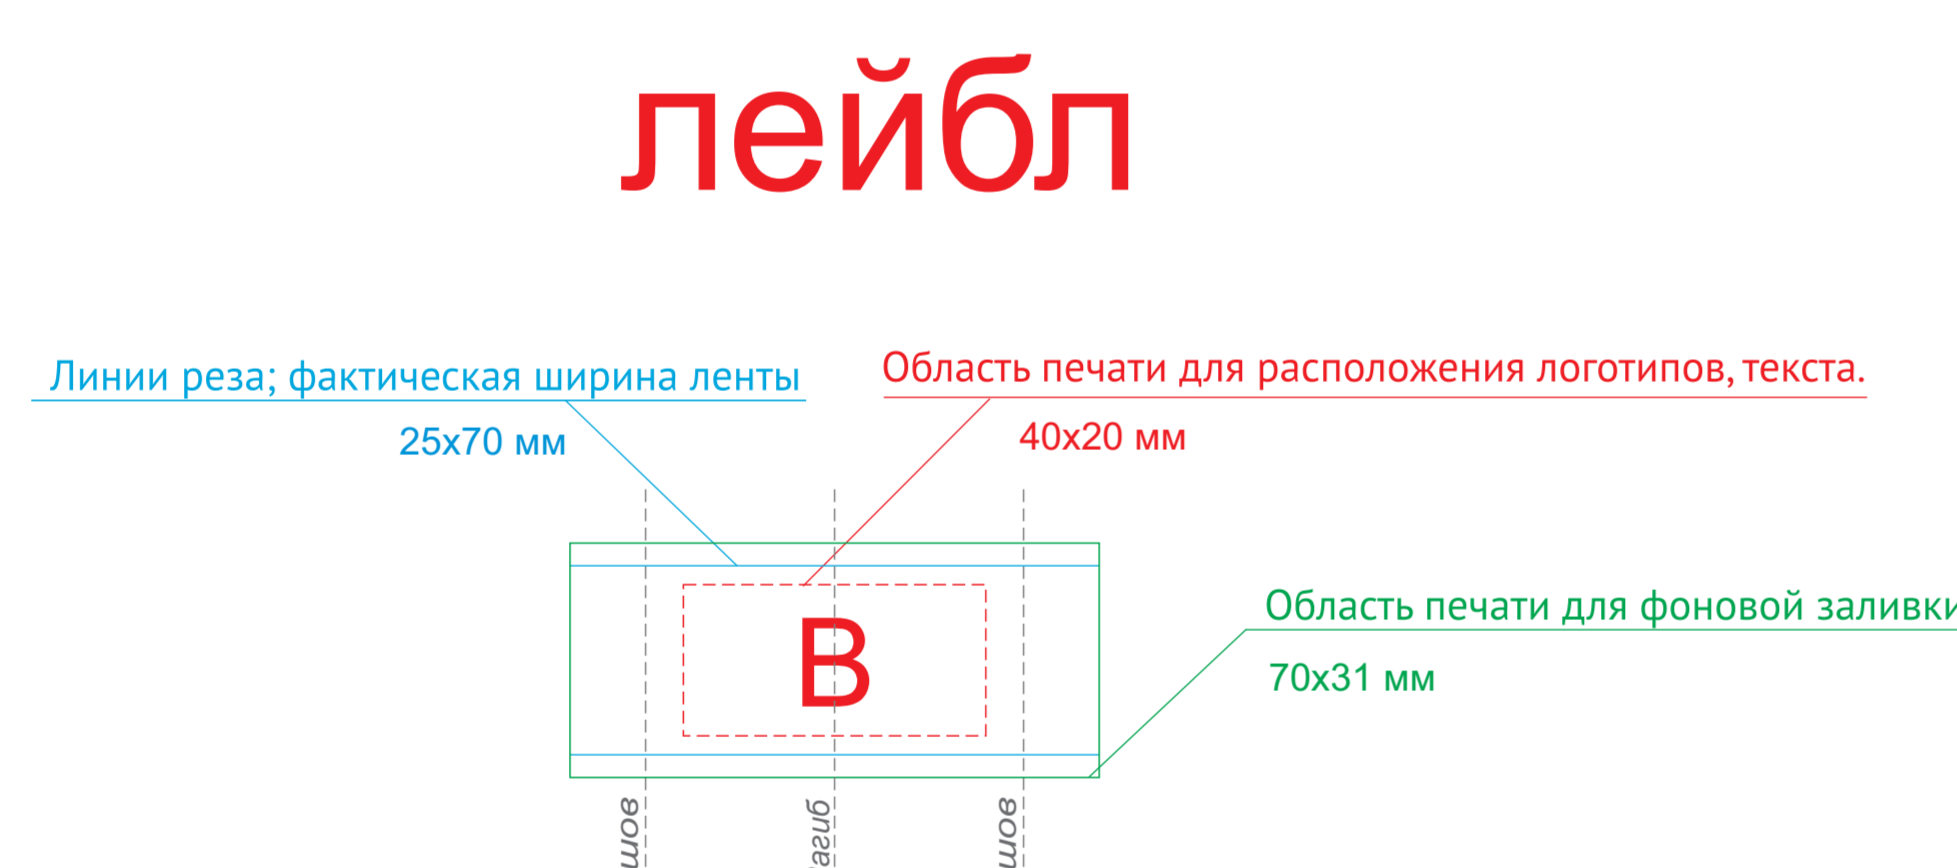 лейбл
Линии реза; фактическая ширина ленты
Область печати для расположения логотипов, текста.
25х70 мм
40х20 мм
Область печати для фоновой заливки
В
70х31 мм
шов
шов